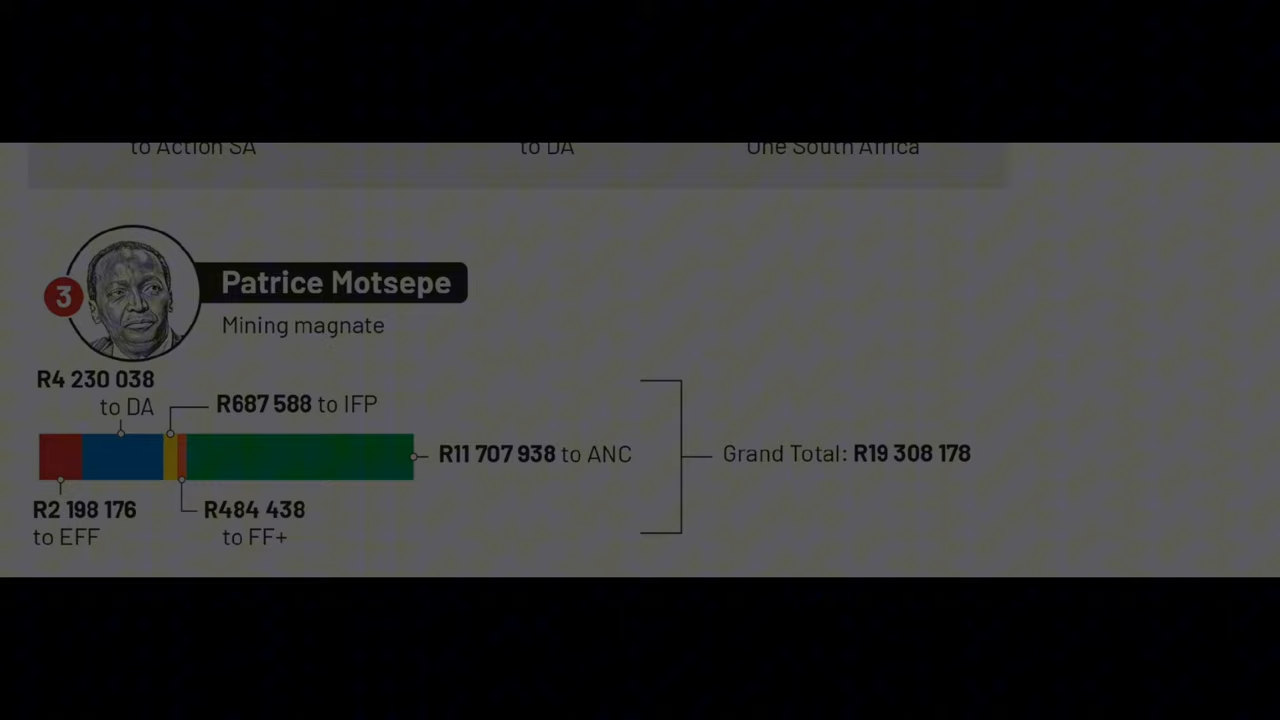 to Action SA
to DA
One South Africa
3
Patrice Motsepe
Mining magnate
R4 230 038
to DA
R687 588 to IFP
R11 707 938 to ANC
Grand Total: R19 308 178
R2 198 176
to EFF
R484 438
to FF+